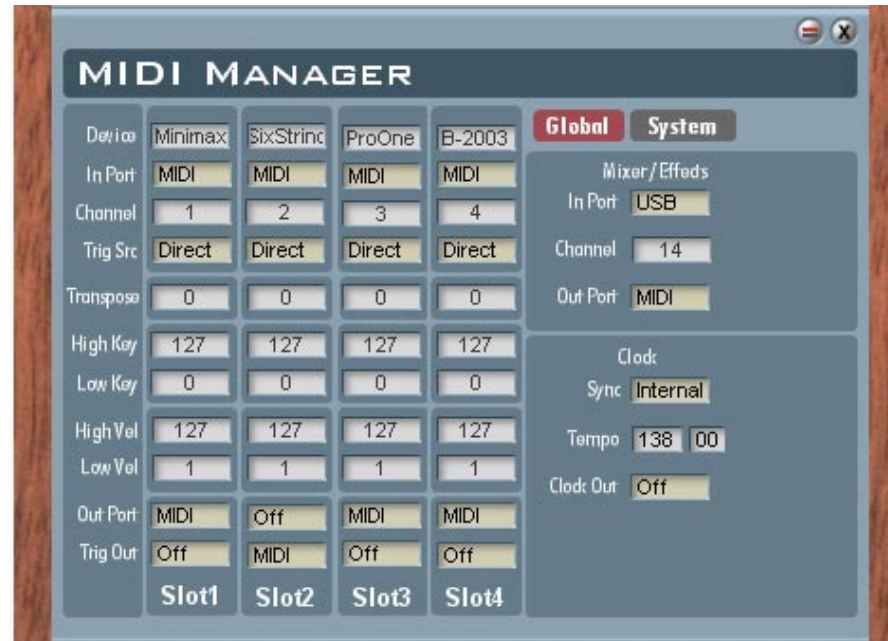 X
MIDI MANAGER
Device Minimax SixString ProOne B-2003
In Port MIDI MIDI MIDI MIDI
Channel 1 2 3 4
Trig Src Direct Direct Direct Direct
Transpose 0 0 0 0
High Key 127 127 127 127
Low Key 0 0 0 0
High Vel 127 127 127 127
Low Vel 1 1 1 1
Out Port MIDI Off MIDI MIDI
Trig Out Off MIDI Off Off
Slot1 Slot2 Slot3 Slot4
Global System
Mixer/Effects
In Port USB
Channel 14
Out Port MIDI
Clock
Sync Internal
Tempo 138 00
Clock Out Off